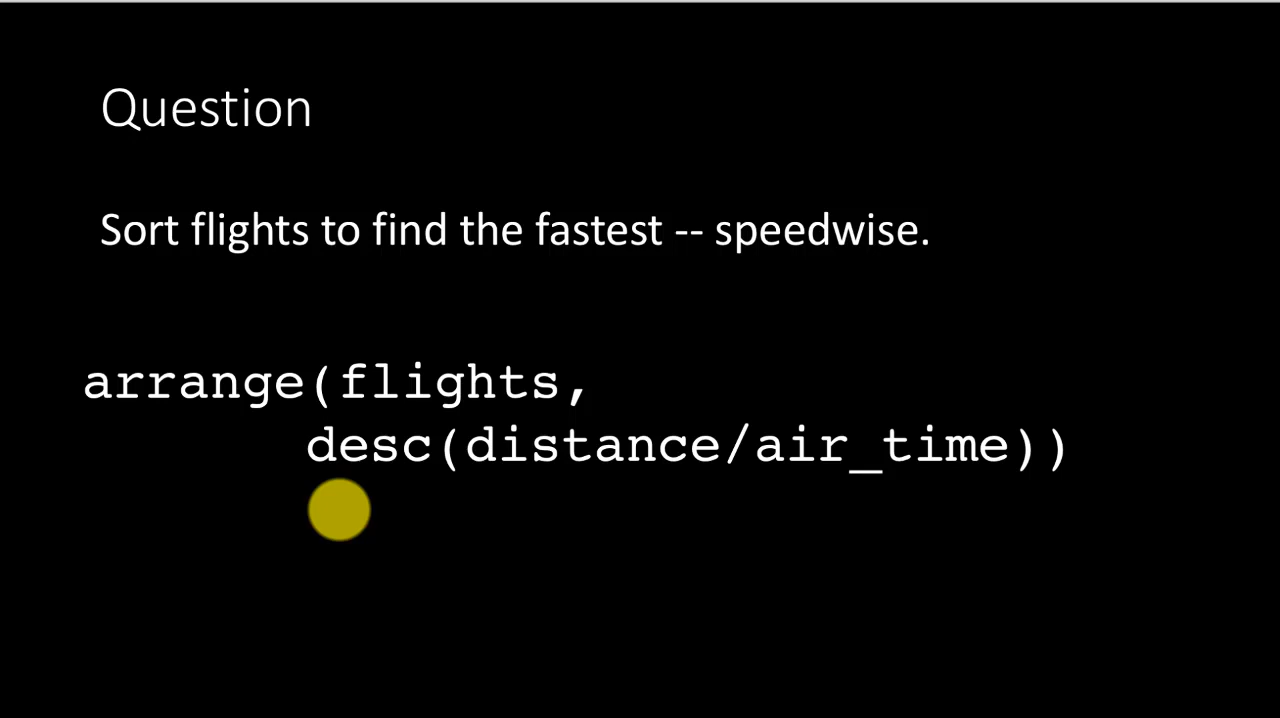 Question
Sort flights to find the fastest -- speedwise.
arrange(flights,
desc(distance/air_time))